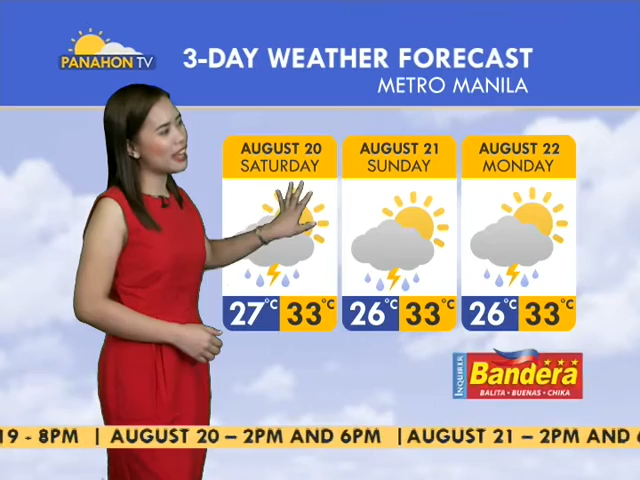 PANAHON TV
3-DAY WEATHER FORECAST
METRO MANILA
AUGUST 20
SATURDAY
27°C 33°C
AUGUST 21
SUNDAY
26°C 33°C
AUGUST 22
MONDAY
26°C 33°C
INQUIRER
Bandera
BALITA • BUENAS • CHIKA
19 - 8PM | AUGUST 20 – 2PM AND 6PM | AUGUST 21 – 2PM AND 6